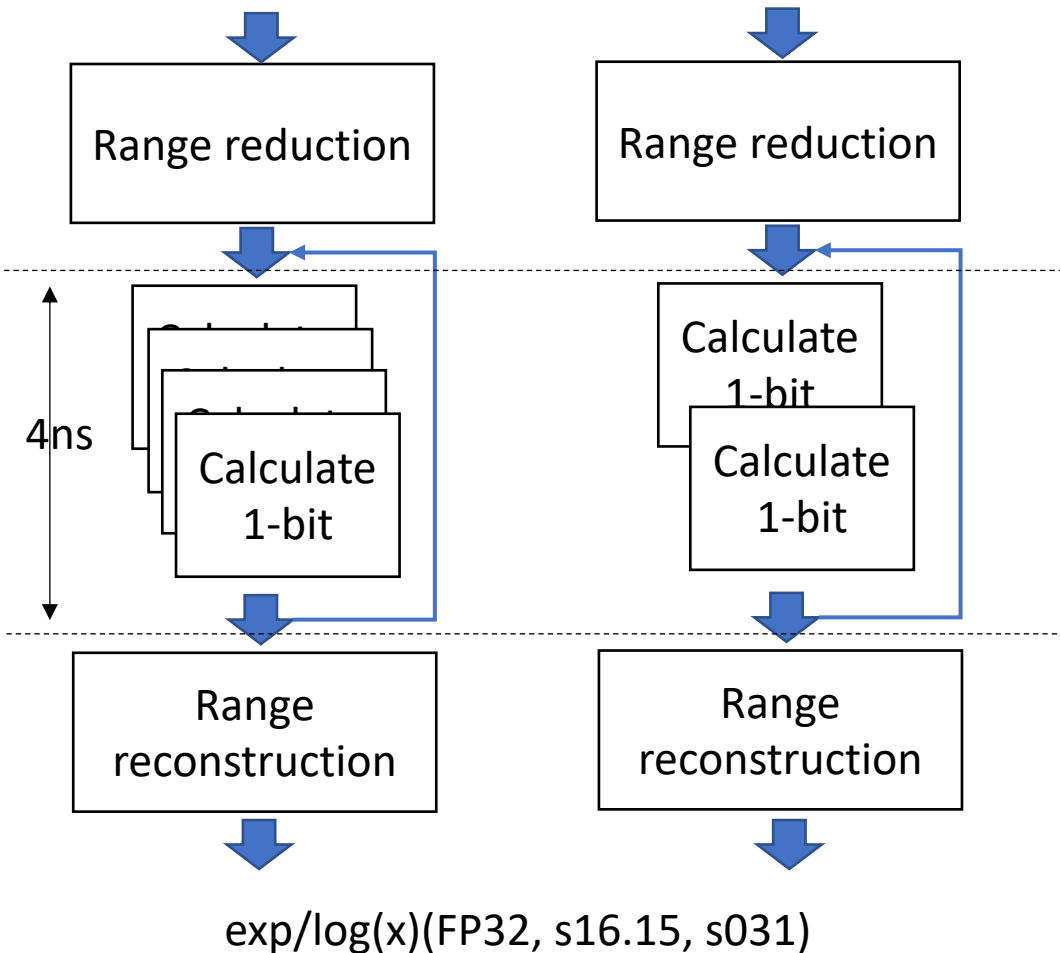 Range reduction
Range reduction
4ns
Calculate
1-bit
Calculate
1-bit
Calculate
1-bit
Range
reconstruction
Range
reconstruction
exp/log(x)(FP32, s16.15, s031)